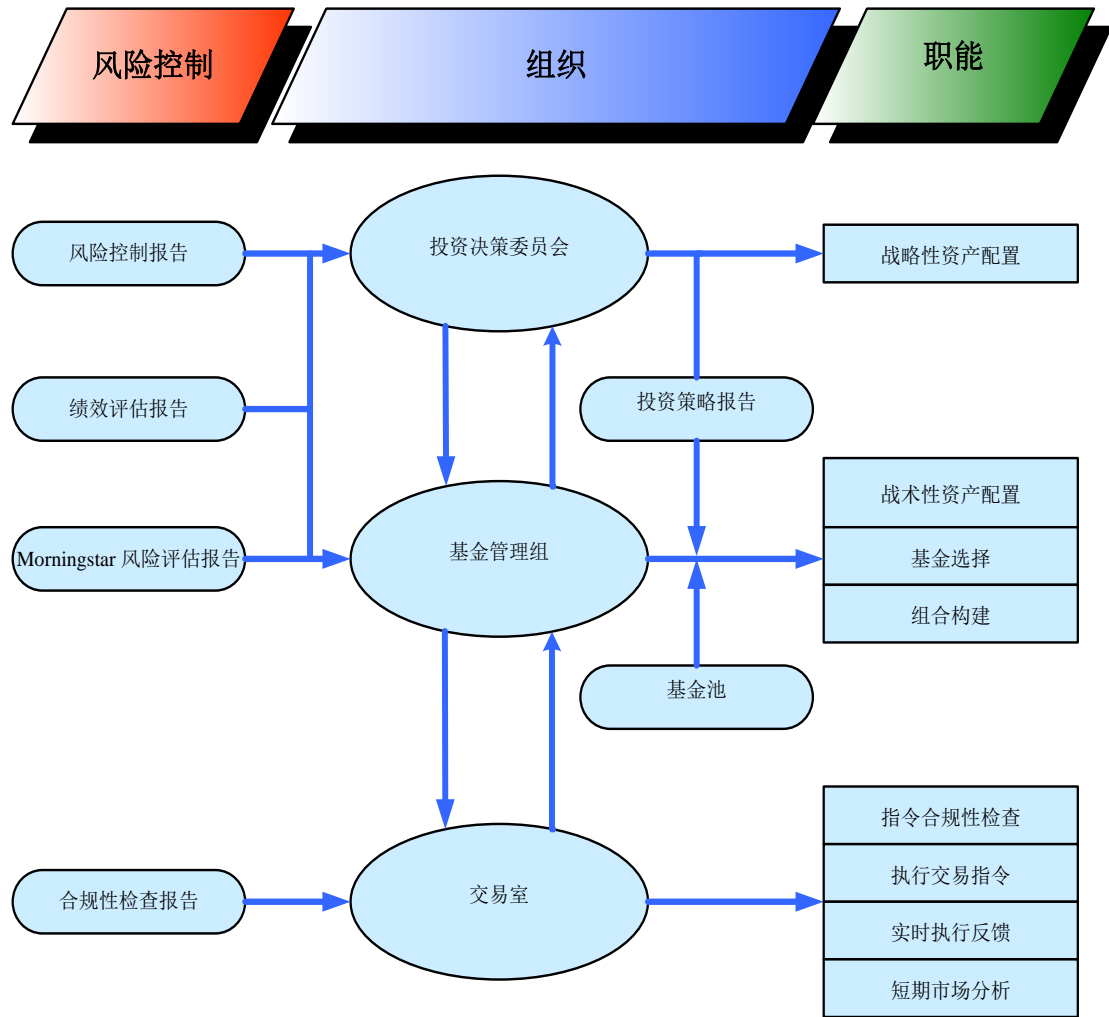 风险控制
组织
职能
风险控制报告
投资决策委员会
战略性资产配置
绩效评估报告
投资策略报告
战术性资产配置
Morningstar 风险评估报告
基金管理组
基金选择
组合构建
基金池
指令合规性检查
合规性检查报告
交易室
执行交易指令
实时执行反馈
短期市场分析